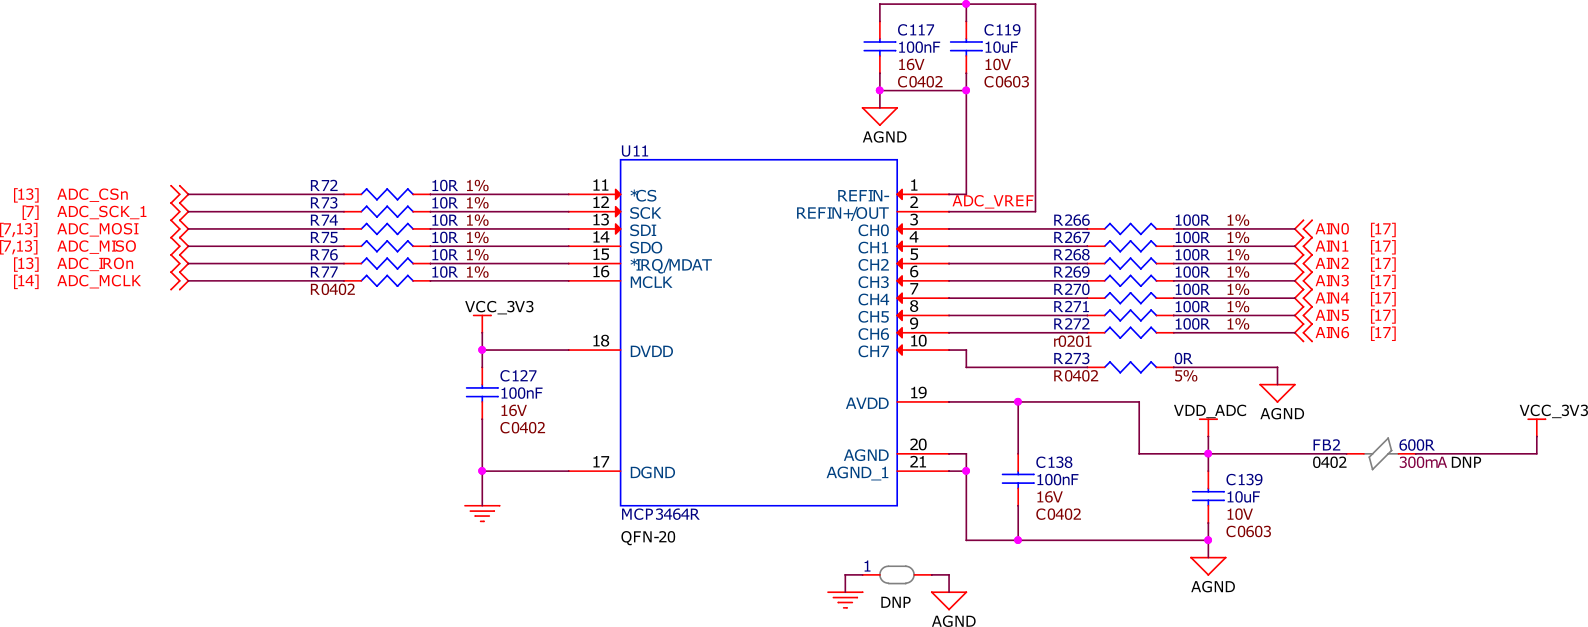 C117
100nF
16V
C0402
C119
10uF
10V
C0603
AGND
U11
[13] ADC_CSn R72 10R 1% 11 *CS
[7] ADC_SCK_1 R73 10R 1% 12 SCK
[7,13] ADC_MOSI R74 10R 1% 13 SDI
[7,13] ADC_MISO R75 10R 1% 14 SDO
[13] ADC_IRQn R76 10R 1% 15 *IRQ/MDAT
[14] ADC_MCLK R77 10R 1% 16 MCLK
R0402
REFIN- 1
REFIN+/OUT 2 ADC_VREF
CH0 3 R266 100R 1% AIN0 [17]
CH1 4 R267 100R 1% AIN1 [17]
CH2 5 R268 100R 1% AIN2 [17]
CH3 6 R269 100R 1% AIN3 [17]
CH4 7 R270 100R 1% AIN4 [17]
CH5 8 R271 100R 1% AIN5 [17]
CH6 9 R272 100R 1% AIN6 [17]
r0201
CH7 10 R273 0R
R0402 5%
AGND
VCC_3V3
18 DVDD
C127
100nF
16V
C0402
17 DGND
AVDD 19
AGND 20
AGND_1 21
C138
100nF
16V
C0402
VDD_ADC
VCC_3V3
FB2 600R
0402 300mA DNP
C139
10uF
10V
C0603
AGND
MCP3464R
QFN-20
1
DNP
AGND